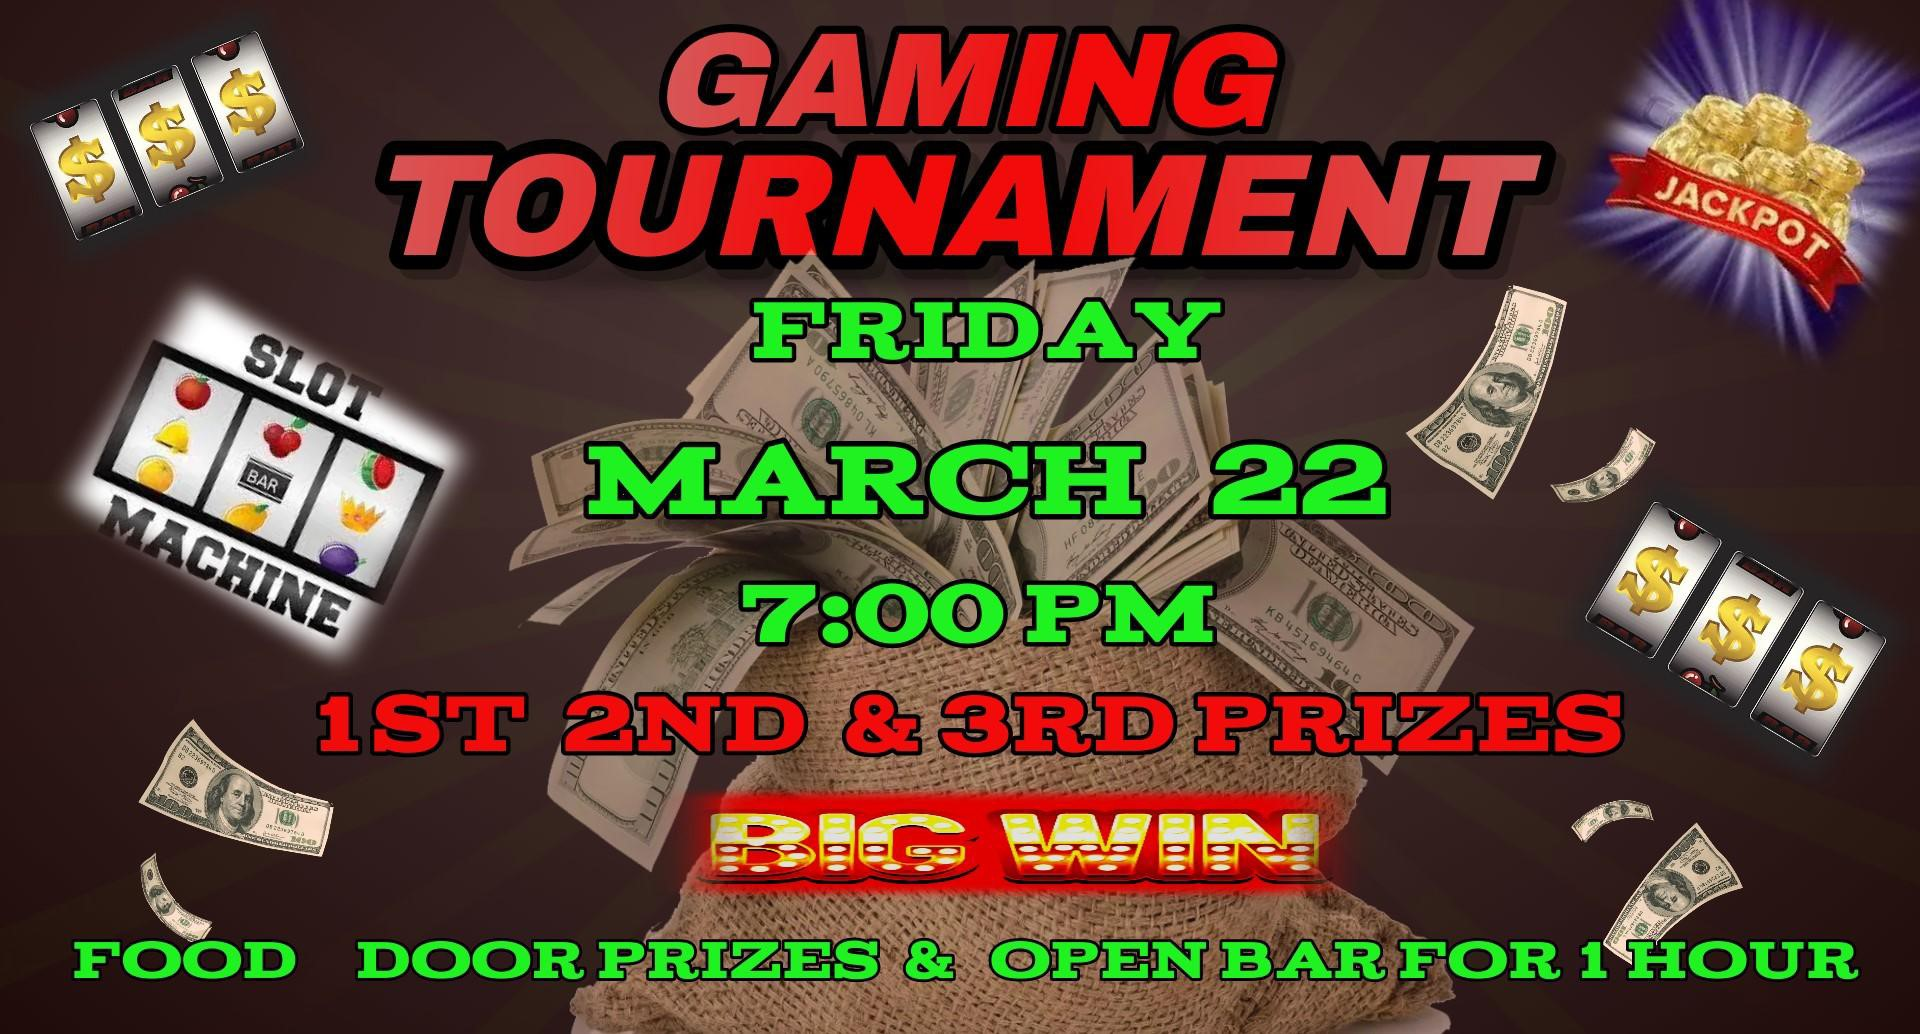 GAMING
TOURNAMENT
JACKPOT
FRIDAY
SLOT
BAR
MACHINE
MARCH 22
7:00 PM
1ST 2ND & 3RD PRIZES
BIG WIN
FOOD DOOR PRIZES & OPEN BAR FOR 1 HOUR